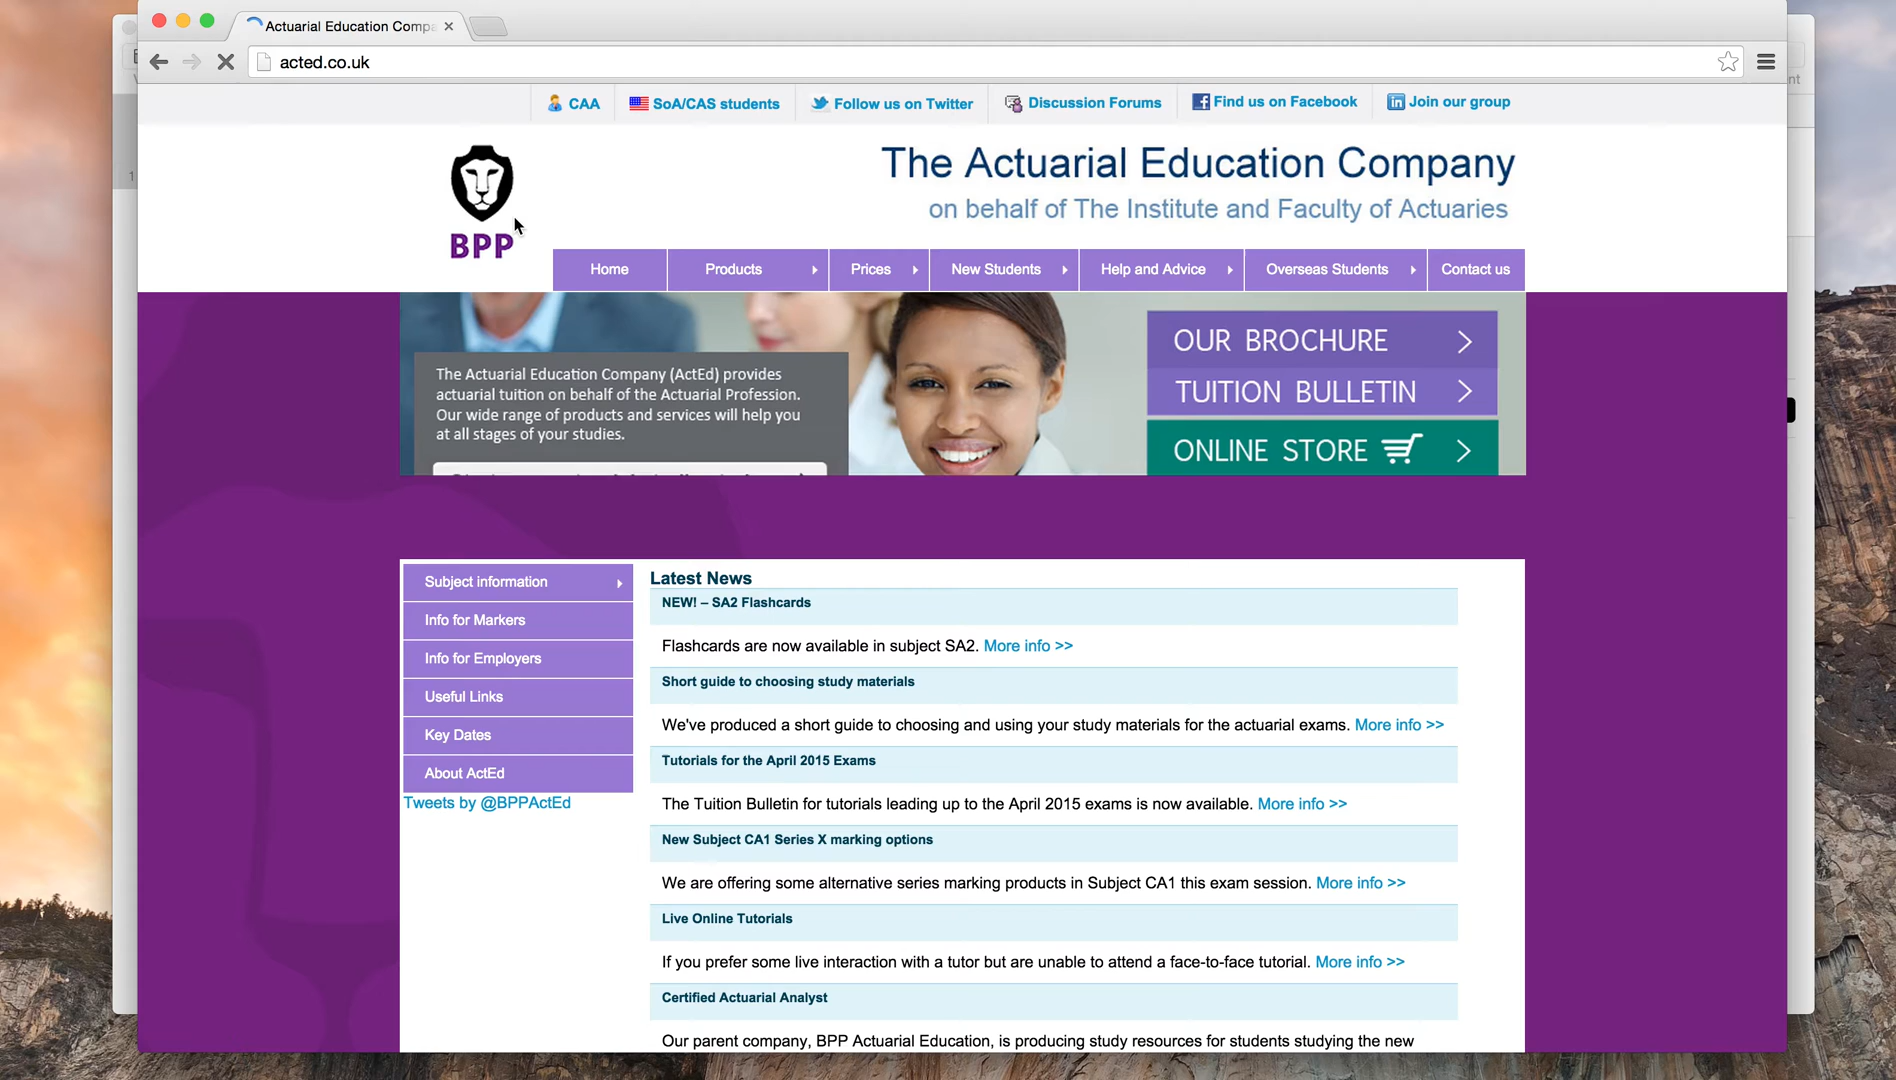 Actuarial Education Compa
acted.co.uk
CAA
SoA/CAS students
Follow us on Twitter
Discussion Forums
Find us on Facebook
Join our group
The Actuarial Education Company
on behalf of The Institute and Faculty of Actuaries
BPP
Home
Products
Prices
New Students
Help and Advice
Overseas Students
Contact us
The Actuarial Education Company (ActEd) provides
actuarial tuition on behalf of the Actuarial Profession.
Our wide range of products and services will help you
at all stages of your studies.
OUR BROCHURE
TUITION BULLETIN
ONLINE STORE
Subject information
Info for Markers
Info for Employers
Useful Links
Key Dates
About ActEd
Tweets by @BPPActEd
Latest News
NEW! – SA2 Flashcards
Flashcards are now available in subject SA2. More info >>
Short guide to choosing study materials
We've produced a short guide to choosing and using your study materials for the actuarial exams. More info >>
Tutorials for the April 2015 Exams
The Tuition Bulletin for tutorials leading up to the April 2015 exams is now available. More info >>
New Subject CA1 Series X marking options
We are offering some alternative series marking products in Subject CA1 this exam session. More info >>
Live Online Tutorials
If you prefer some live interaction with a tutor but are unable to attend a face-to-face tutorial. More info >>
Certified Actuarial Analyst
Our parent company, BPP Actuarial Education, is producing study resources for students studying the new
1
nt